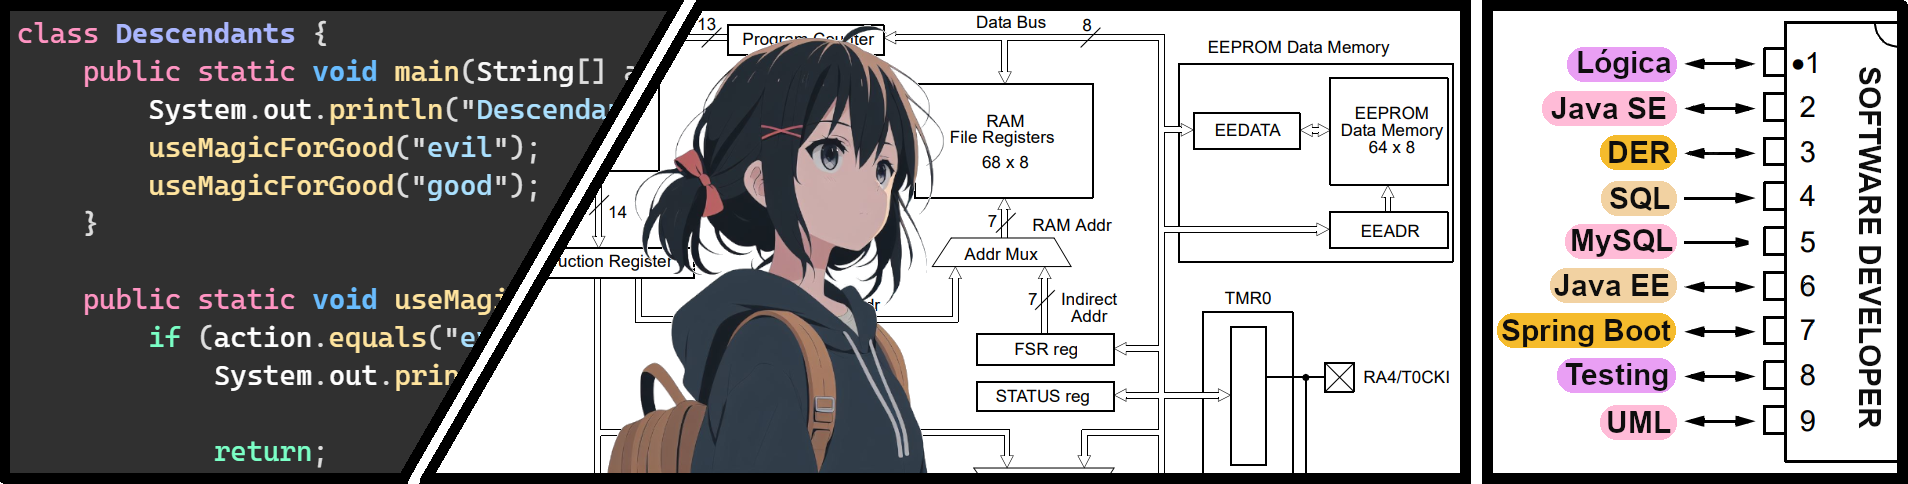 class Descendants {
public static void main(String[]
System.out.println("Descenda
useMagicForGood("evil");
useMagicForGood("good");
}
public static void useMagi
if (action.equals("e
System.out.prin
return;
13
Program Counter
Data Bus
8
RAM
File Registers
68 x 8
14
7
RAM Addr
Addr Mux
uction Register
7
Indirect
Addr
FSR reg
STATUS reg
EEPROM Data Memory
EEDATA
EEPROM
Data Memory
64 x 8
EEADR
TMR0
RA4/T0CKI
Lógica
Java SE
DER
SQL
MySQL
Java EE
Spring Boot
Testing
UML
•1
2
3
4
5
6
7
8
9
SOFTWARE DEVELOPER